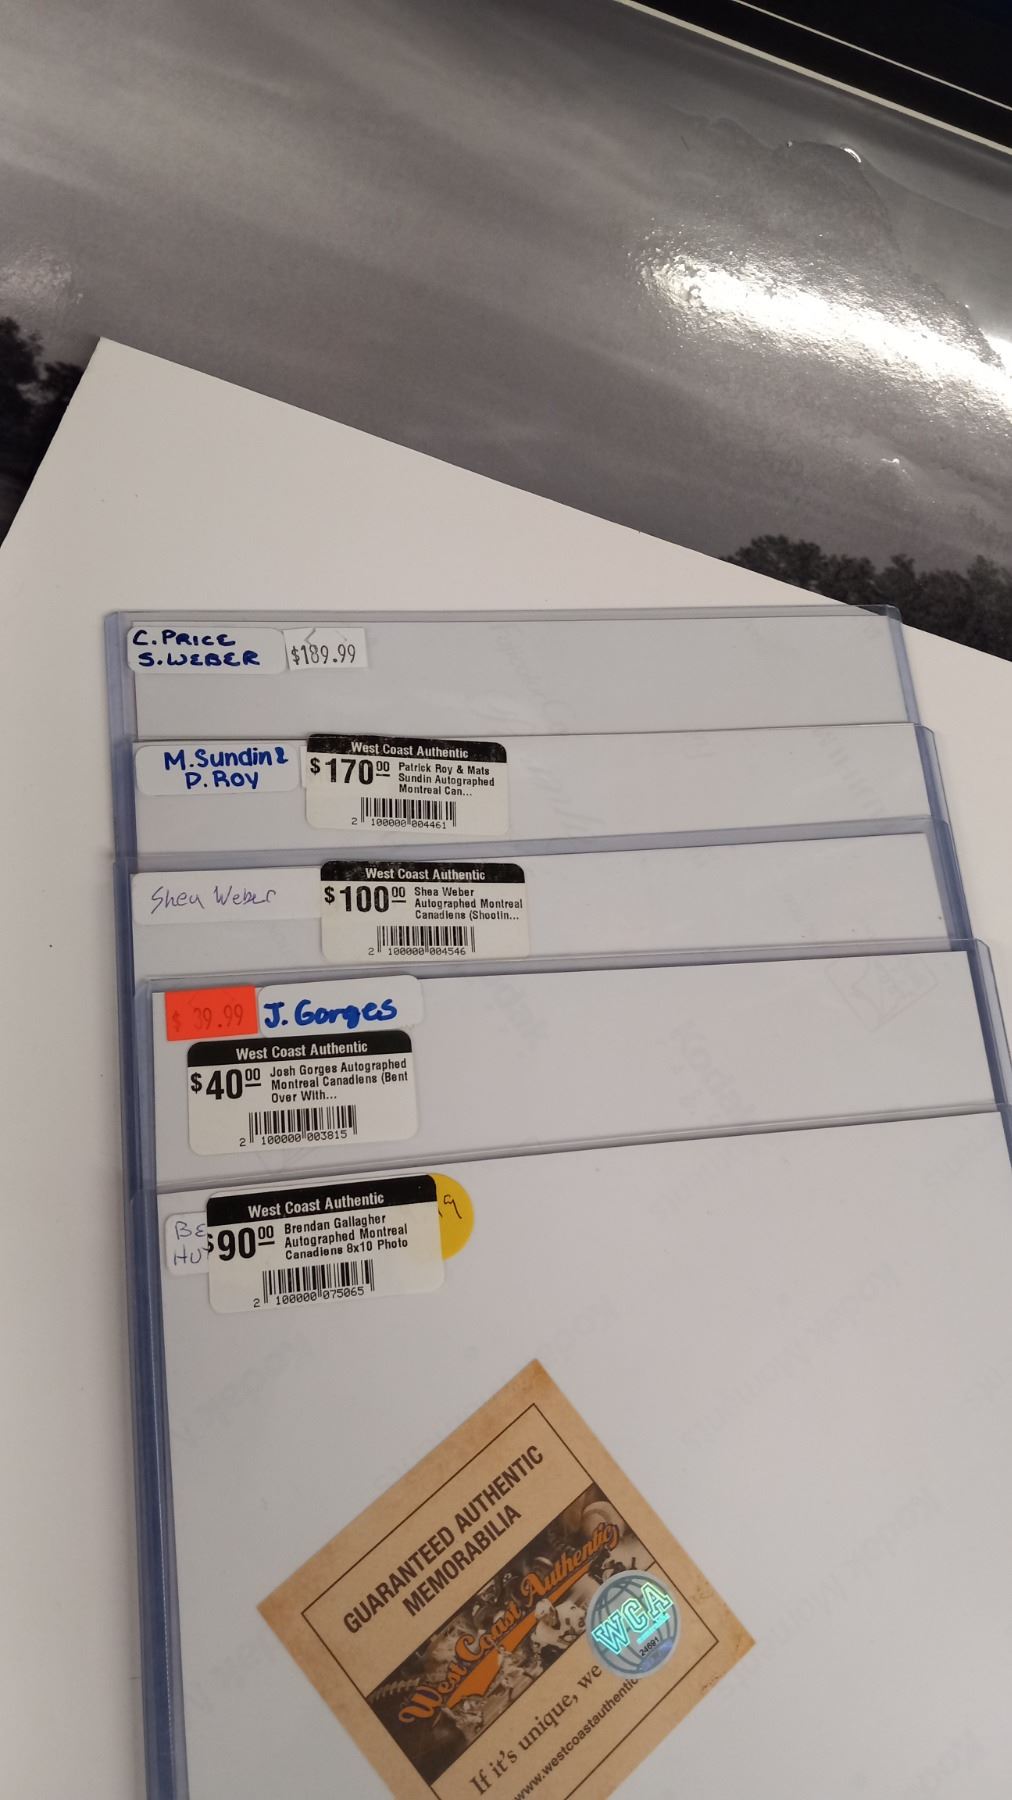 C. PRICE
S. WEBER
$189.99
M. Sundin &
P. Roy
West Coast Authentic
$170.00 Patrick Roy & Mats
Sundin Autographed
Montreal Can...
2 100000 004461
Shea Weber
West Coast Authentic
$100.00 Shea Weber
Autographed Montreal
Canadiens (Shootin...
2 100000 004546
$ 39.99
J. Gorges
West Coast Authentic
$40.00 Josh Gorges Autographed
Montreal Canadiens (Bent
Over With...
2 100000 003815
BE
HU
West Coast Authentic
$90.00 Brendan Gallagher
Autographed Montreal
Canadiens 8x10 Photo
2 100000 075065
GUARANTEED AUTHENTIC
MEMORABILIA
West Coast Authentic
WCA
24691
If it's unique, we
www.westcoastauthentic